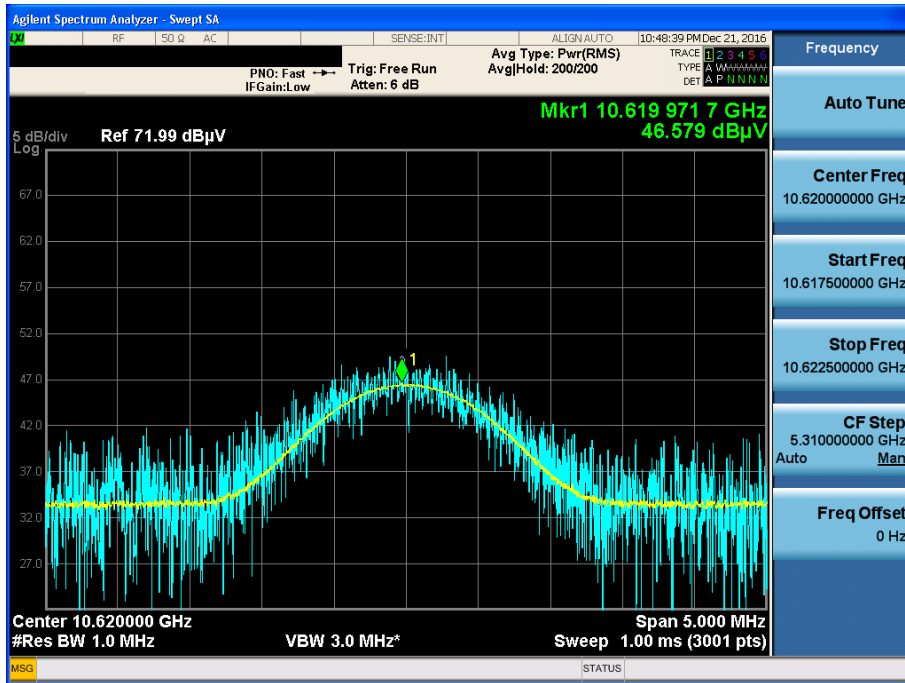 Agilent Spectrum Analyzer - Swept SA
LXI RF 50 Ω AC SENSE:INT ALIGN AUTO 10:48:39 PM Dec 21, 2016
PNO: Fast Trig: Free Run Avg Type: Pwr(RMS) TRACE 1 2 3 4 5 6
IFGain:Low Atten: 6 dB Avg|Hold: 200/200 TYPE A WWWWW
DET A P N N N N
Mkr1 10.619 971 7 GHz
46.579 dBµV
5 dB/div Ref 71.99 dBµV
Log
67.0
62.0
57.0
52.0
1
47.0
42.0
37.0
32.0
27.0
Center 10.620000 GHz Span 5.000 MHz
#Res BW 1.0 MHz VBW 3.0 MHz* Sweep 1.00 ms (3001 pts)
MSG STATUS
Frequency
Auto Tune
Center Freq
10.620000000 GHz
Start Freq
10.617500000 GHz
Stop Freq
10.622500000 GHz
CF Step
5.310000000 GHz
Auto Man
Freq Offset
0 Hz